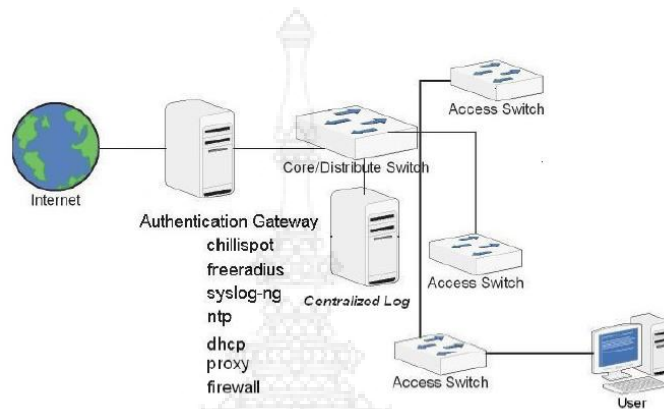 Access Switch
Internet
Core/Distribute Switch
Authentication Gateway
chillispot
freeradius
syslog-ng
ntp
dhcp
proxy
firewall
Centralized Log
Access Switch
Access Switch
User